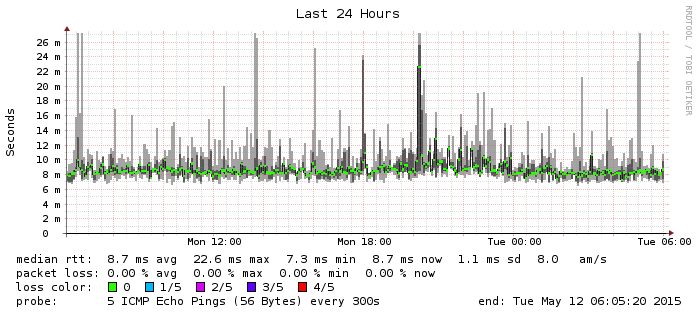 Last 24 Hours
RRDTOOL / TOBI OETIKER
Seconds
26 m
24 m
22 m
20 m
18 m
16 m
14 m
12 m
10 m
8 m
6 m
4 m
2 m
0
Mon 12:00 Mon 18:00 Tue 00:00 Tue 06:00
median rtt: 8.7 ms avg 22.6 ms max 7.3 ms min 8.7 ms now 1.1 ms sd 8.0 am/s
packet loss: 0.00 % avg 0.00 % max 0.00 % min 0.00 % now
loss color: 0 1/5 2/5 3/5 4/5
probe: 5 ICMP Echo Pings (56 Bytes) every 300s end: Tue May 12 06:05:20 2015